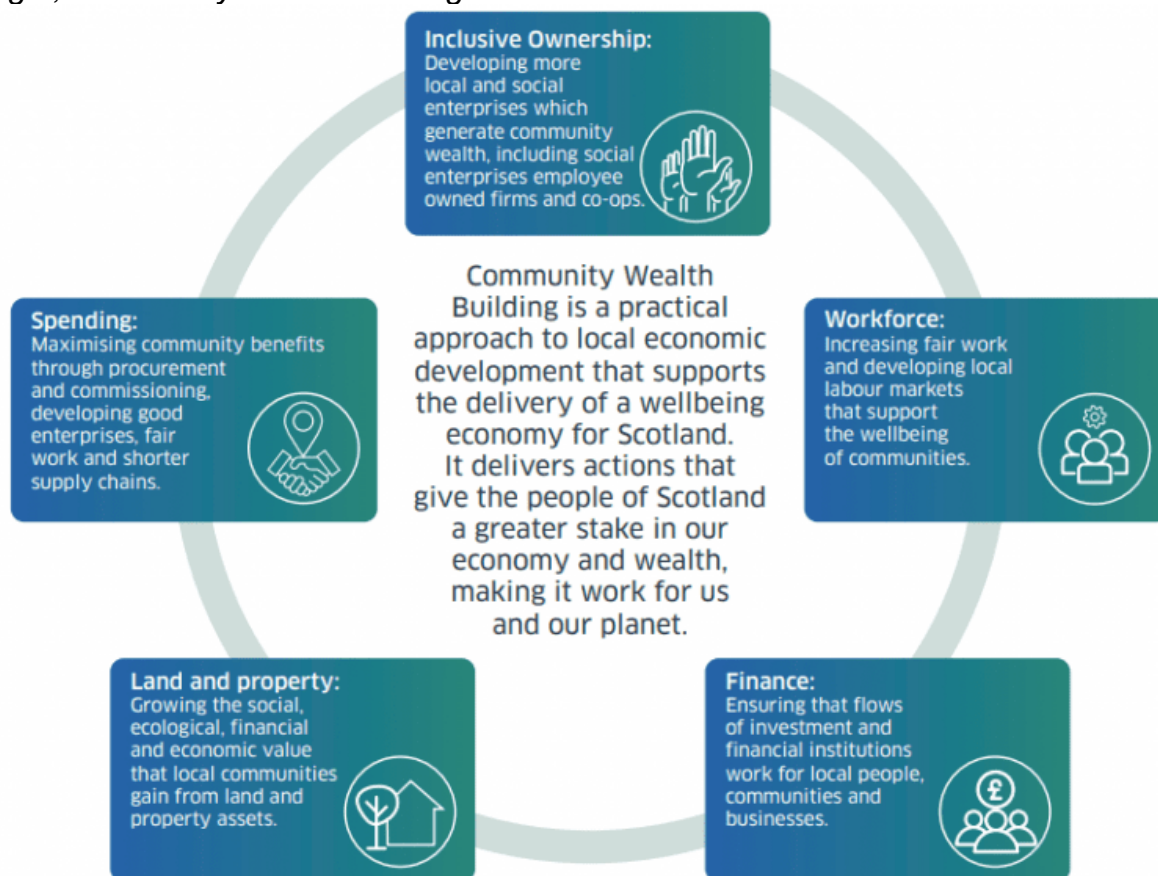 Inclusive Ownership:
Developing more
local and social
enterprises which
generate community
wealth, including social
enterprises employee
owned firms and co-ops.
Spending:
Maximising community benefits
through procurement
and commissioning,
developing good
enterprises, fair
work and shorter
supply chains.
Community Wealth
Building is a practical
approach to local economic
development that supports
the delivery of a wellbeing
economy for Scotland.
It delivers actions that
give the people of Scotland
a greater stake in our
economy and wealth,
making it work for us
and our planet.
Workforce:
Increasing fair work
and developing local
labour markets
that support
the wellbeing
of communities.
Land and property:
Growing the social,
ecological, financial
and economic value
that local communities
gain from land and
property assets.
Finance:
Ensuring that flows
of investment and
financial institutions
work for local people,
communities and
businesses.
£